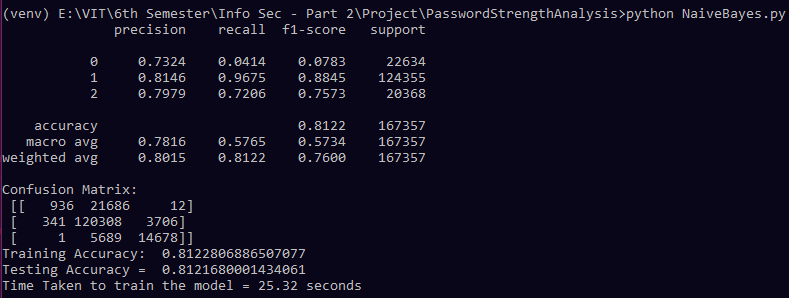 (venv) E:\VIT\6th Semester\Info Sec - Part 2\Project\PasswordStrengthAnalysis>python NaiveBayes.py
              precision    recall  f1-score   support

           0     0.7324    0.0414    0.0783     22634
           1     0.8146    0.9675    0.8845    124355
           2     0.7979    0.7206    0.7573     20368

    accuracy                         0.8122    167357
   macro avg     0.7816    0.5765    0.5734    167357
weighted avg     0.8015    0.8122    0.7600    167357

Confusion Matrix:
 [[   936  21686     12]
 [   341 120308   3706]
 [     1   5689  14678]]
Training Accuracy:  0.8122806886507077
Testing Accuracy =  0.8121680001434061
Time Taken to train the model = 25.32 seconds